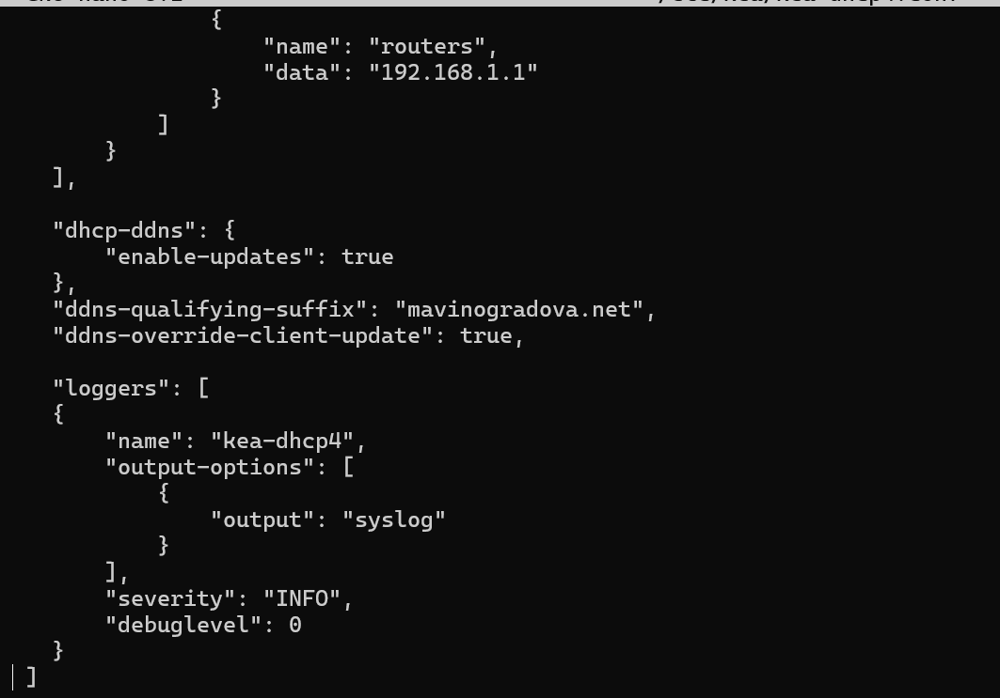 {
"name": "routers",
"data": "192.168.1.1"
}
]
}
],
"dhcp-ddns": {
"enable-updates": true
},
"ddns-qualifying-suffix": "mavinogradova.net",
"ddns-override-client-update": true,
"loggers": [
{
"name": "kea-dhcp4",
"output-options": [
{
"output": "syslog"
}
],
"severity": "INFO",
"debuglevel": 0
}
]